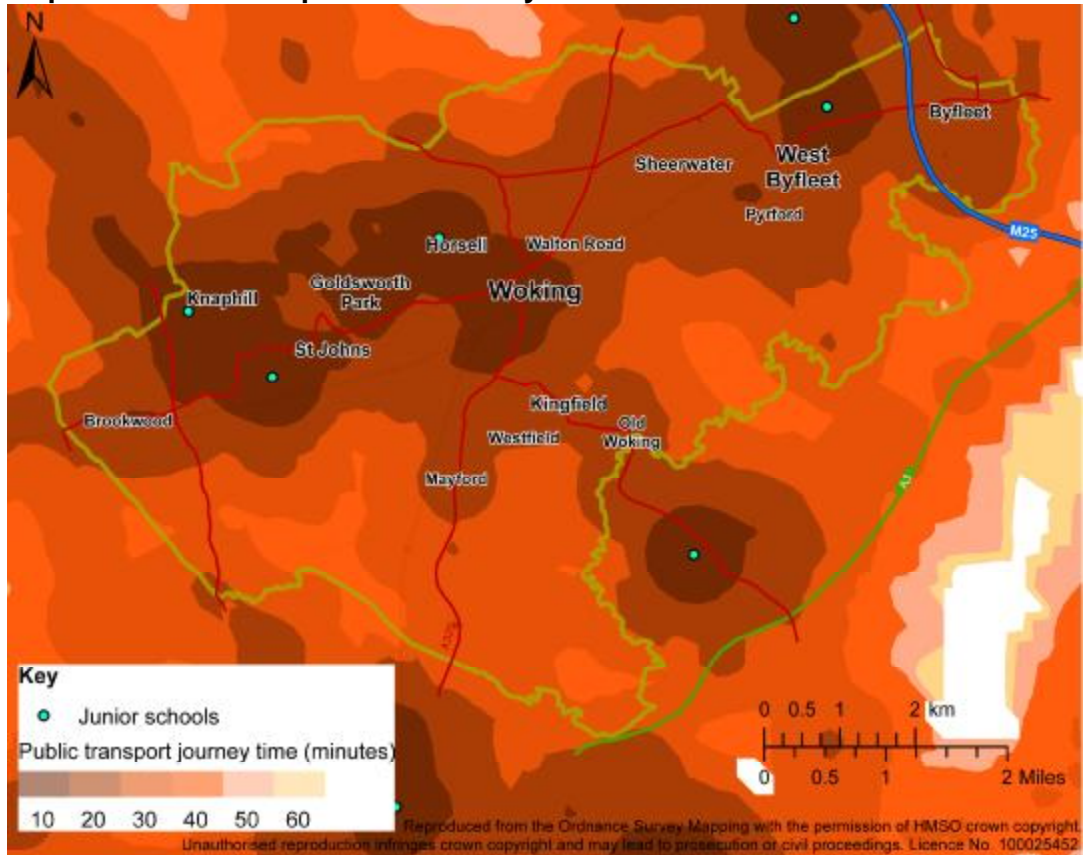 N
Byfleet
Sheerwater
West
Byfleet
Pyrford
M25
Horsell
Walton Road
Goldsworth
Park
Woking
Knaphill
St Johns
Kingfield
Old
Woking
Brookwood
Westfield
Mayford
Key
Junior schools
Public transport journey time (minutes)
10 20 30 40 50 60
0 0.5 1 2 km
0 0.5 1 2 Miles
Reproduced from the Ordnance Survey Mapping with the permission of HMSO crown copyright.
Unauthorised reproduction infringes crown copyright and may lead to prosecution or civil proceedings. Licence No. 100025452